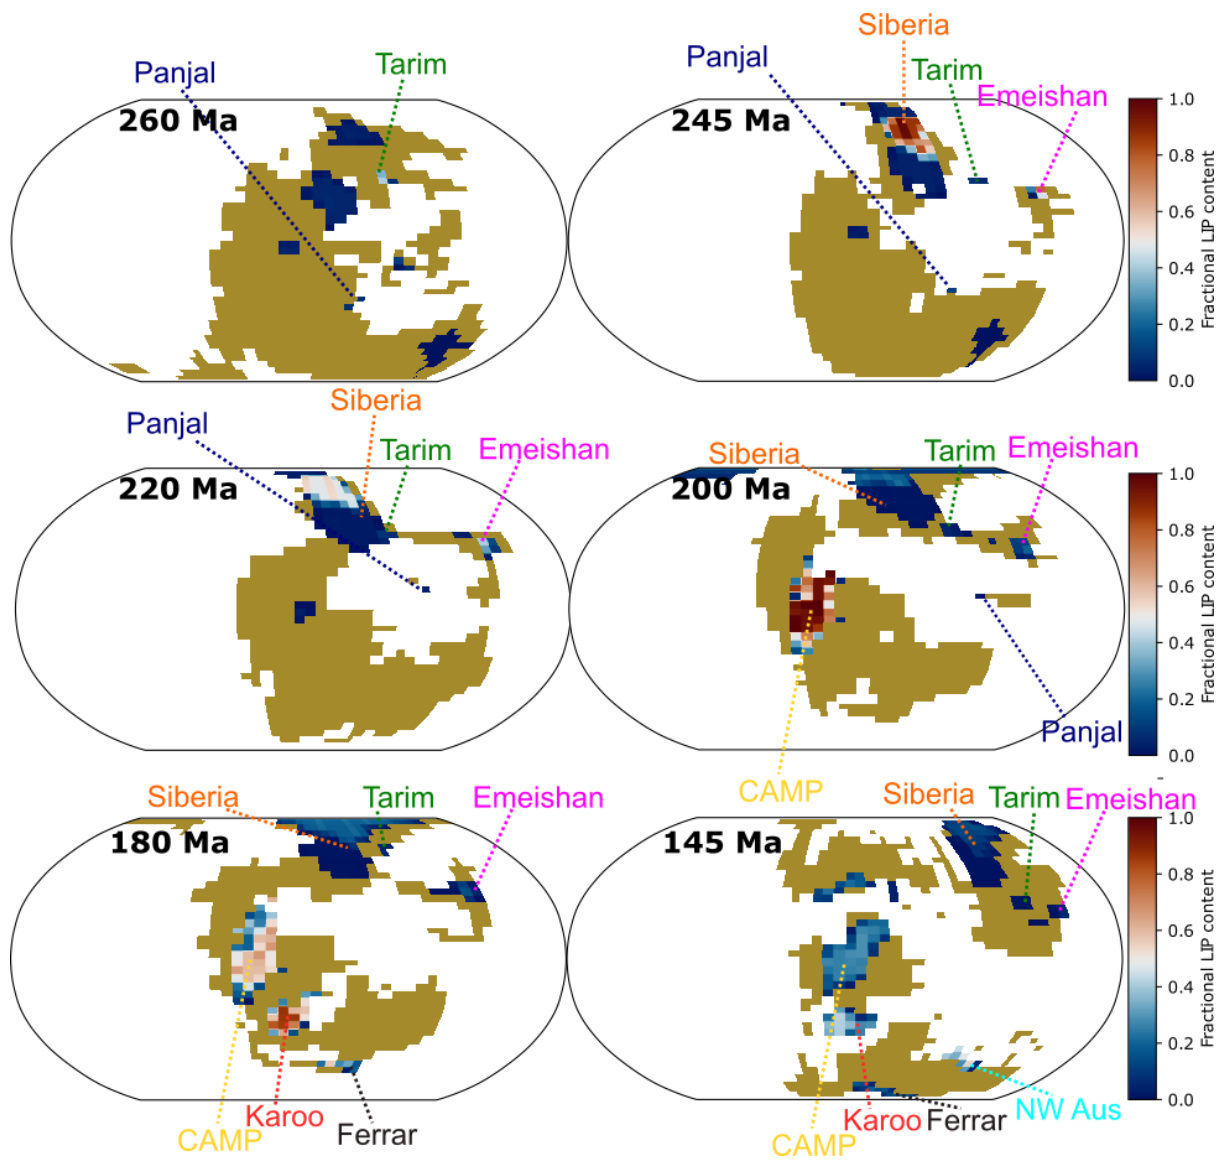 Panjal
Tarim
260 Ma
Siberia
Panjal
Tarim
Emeishan
245 Ma
1.0
0.8
0.6
0.4
0.2
0.0
Fractional LIP content
Siberia
Panjal
Tarim
Emeishan
220 Ma
Siberia
Tarim
Emeishan
200 Ma
Panjal
CAMP
1.0
0.8
0.6
0.4
0.2
0.0
Fractional LIP content
Siberia
Tarim
Emeishan
180 Ma
CAMP
Karoo
Ferrar
Siberia
Tarim
Emeishan
145 Ma
CAMP
Karoo
Ferrar
NW Aus
1.0
0.8
0.6
0.4
0.2
0.0
Fractional LIP content